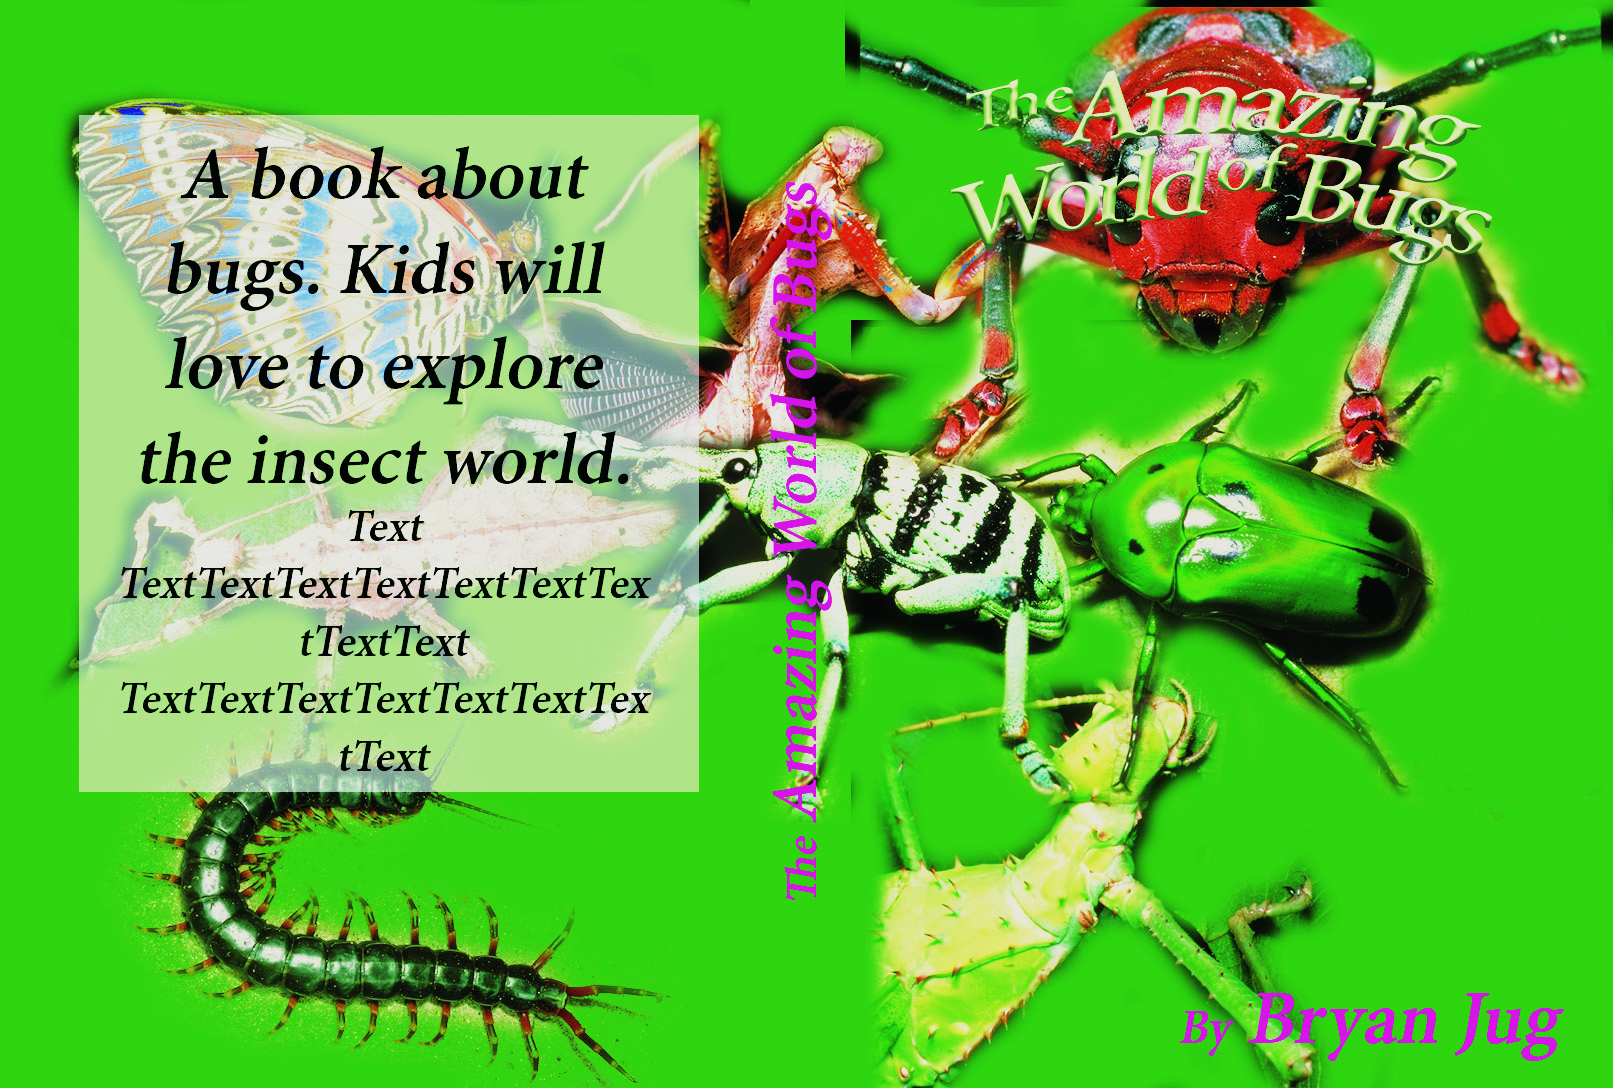 A book about
bugs. Kids will
love to explore
the insect world.
Text
TextTextTextTextTextTextTex
tTextText
TextTextTextTextTextTextTex
tText
The Amazing World of Bugs
The Amazing
World of Bugs
By Bryan Jug